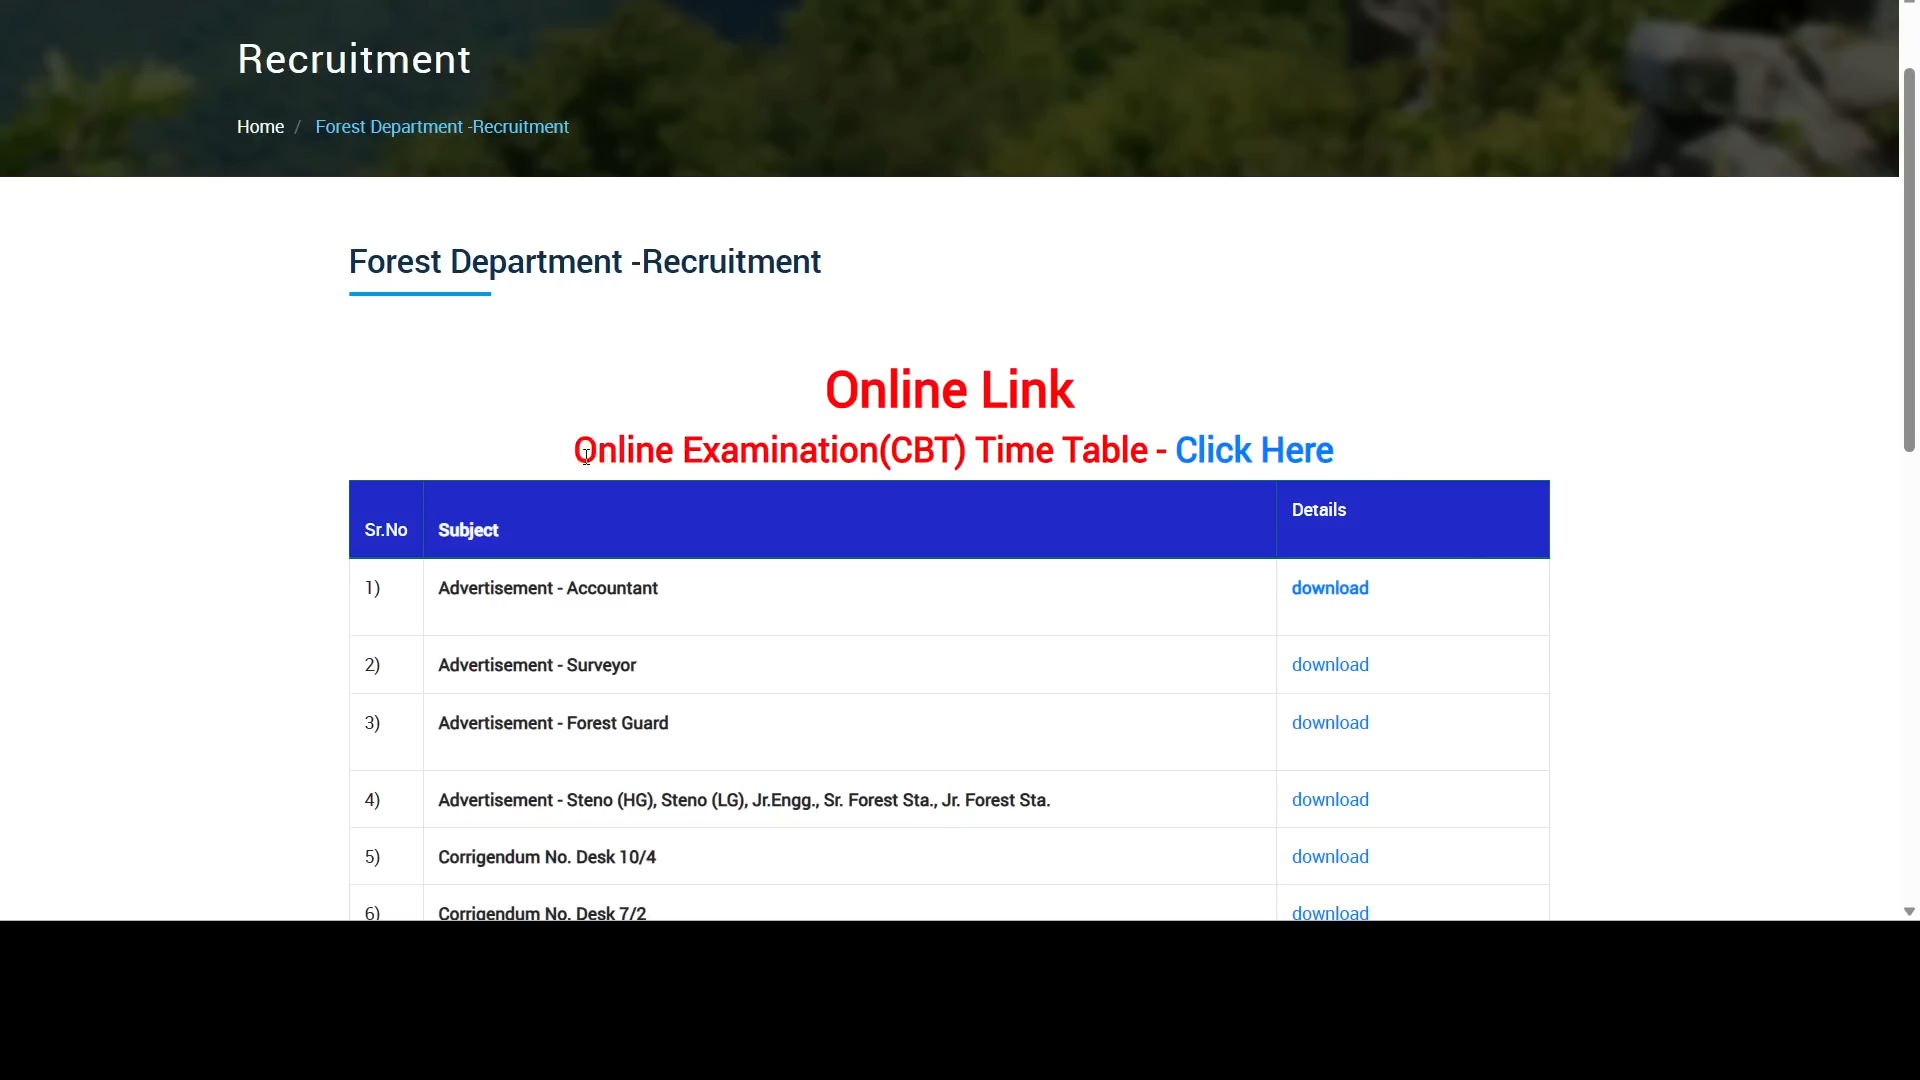 Recruitment
Home / Forest Department -Recruitment
Forest Department -Recruitment
Online Link
Online Examination(CBT) Time Table - Click Here
Sr.No Subject Details
1) Advertisement - Accountant download
2) Advertisement - Surveyor download
3) Advertisement - Forest Guard download
4) Advertisement - Steno (HG), Steno (LG), Jr.Engg., Sr. Forest Sta., Jr. Forest Sta. download
5) Corrigendum No. Desk 10/4 download
6) Corrigendum No. Desk 7/2 download